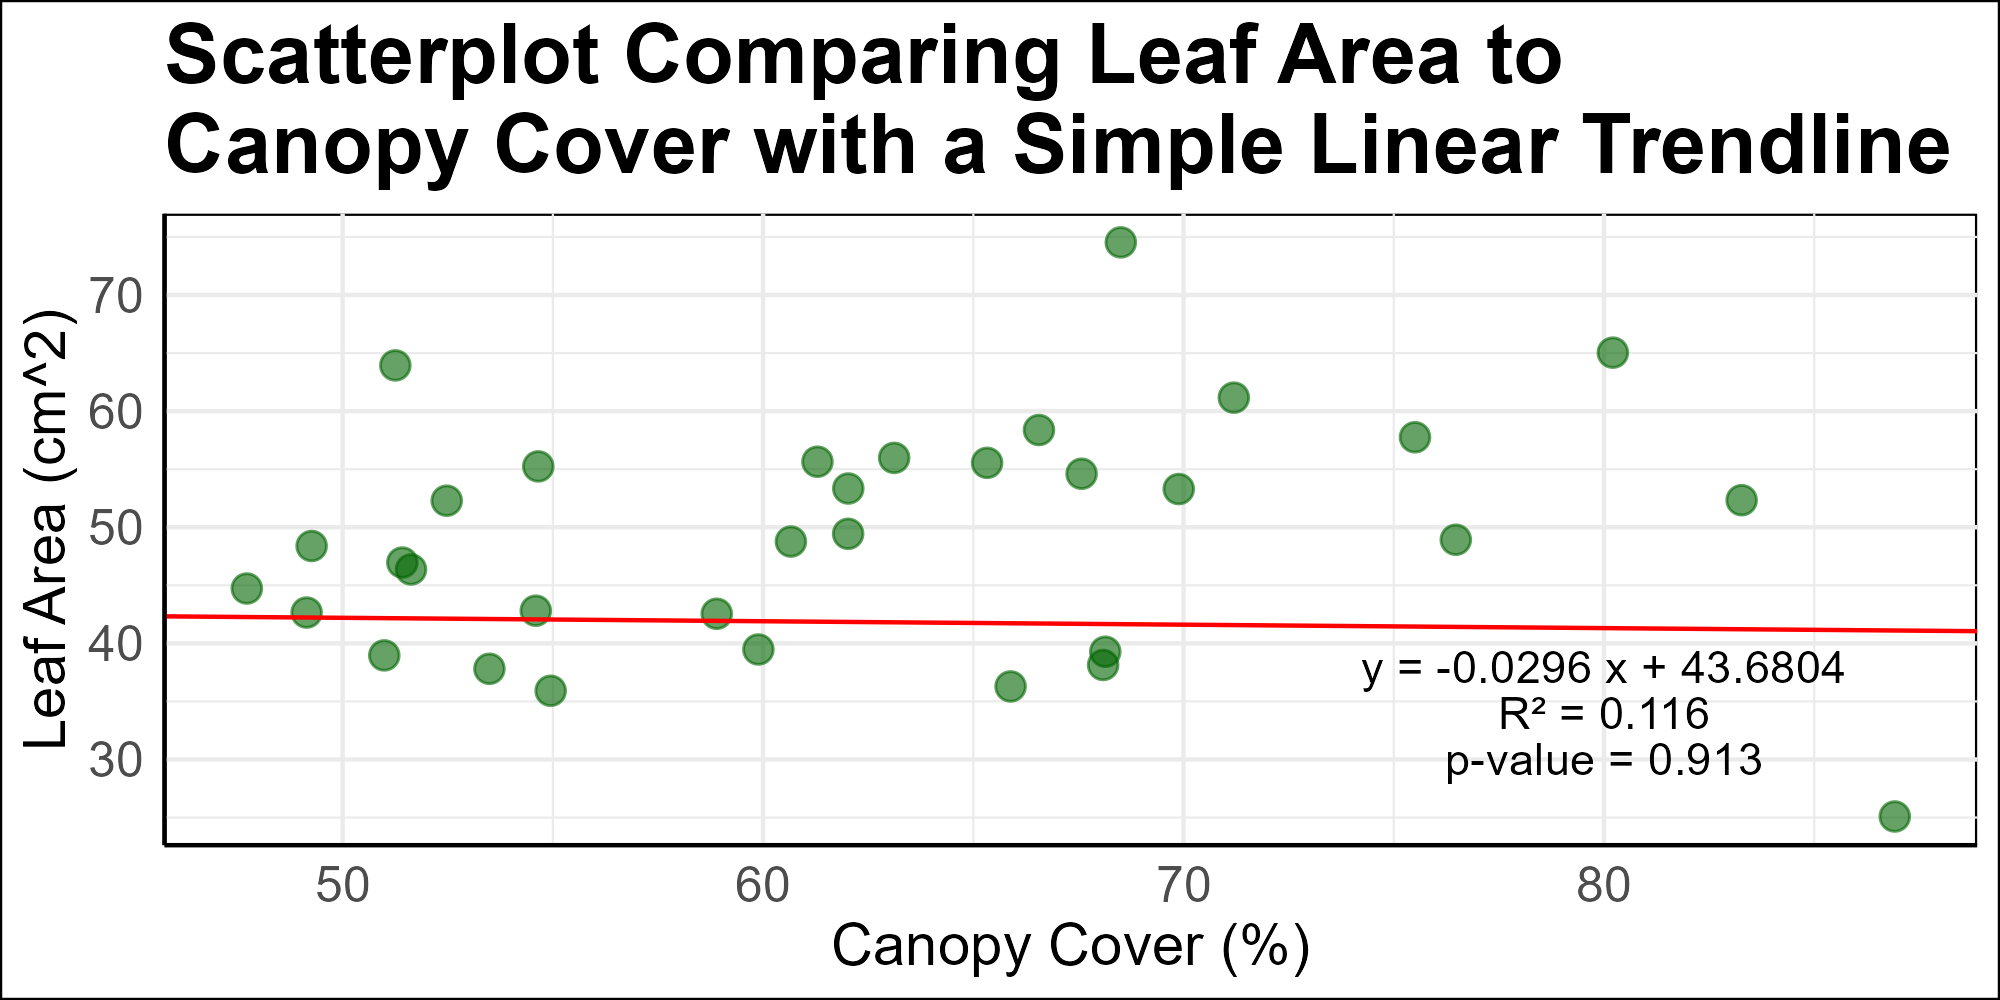 Scatterplot Comparing Leaf Area to
Canopy Cover with a Simple Linear Trendline
Leaf Area (cm^2)
70
60
50
40
30
y = -0.0296 x + 43.6804
R² = 0.116
p-value = 0.913
50
60
70
80
Canopy Cover (%)